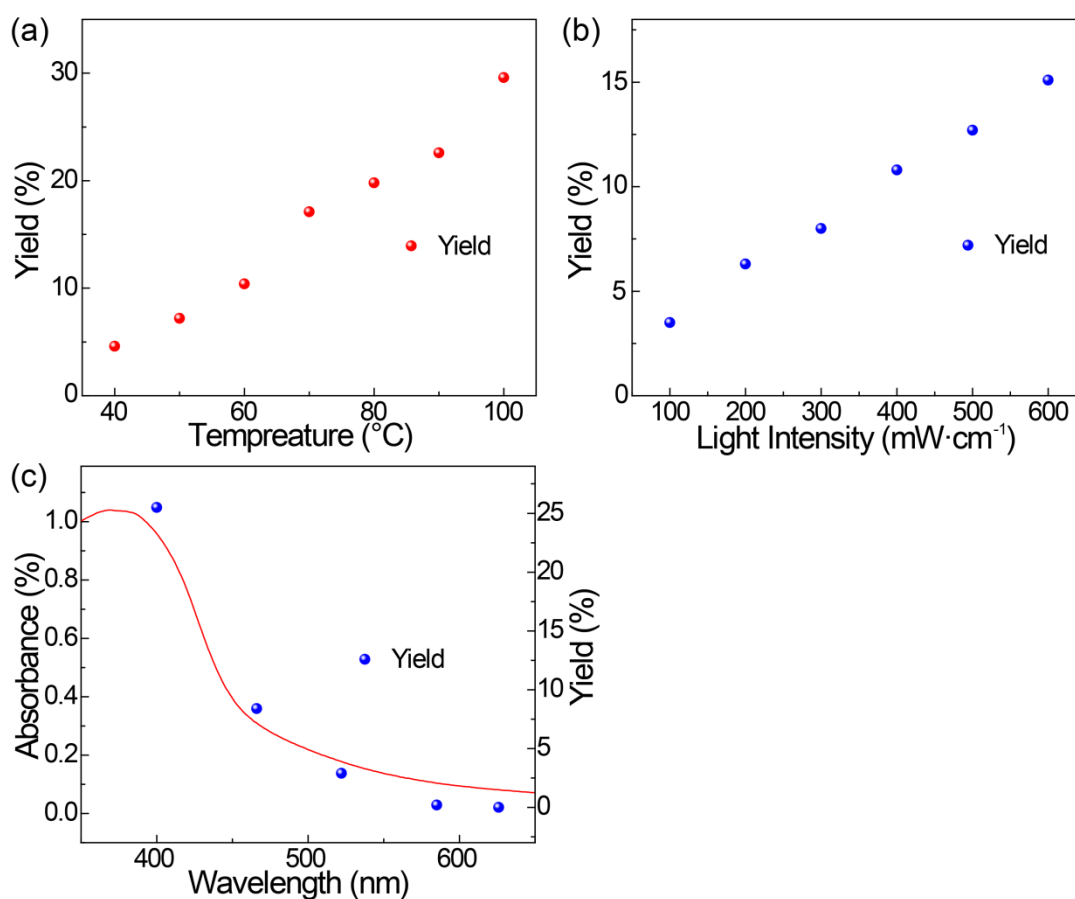 (a)
30
20
10
0
Yield (%)
Yield
40 60 80 100
Tempreature (°C)
(b)
15
10
5
0
Yield (%)
Yield
100 200 300 400 500 600
Light Intensity (mW·cm⁻¹)
(c)
1.0
0.8
0.6
0.4
0.2
0.0
Absorbance (%)
Yield
25
20
15
10
5
0
Yield (%)
400 500 600
Wavelength (nm)